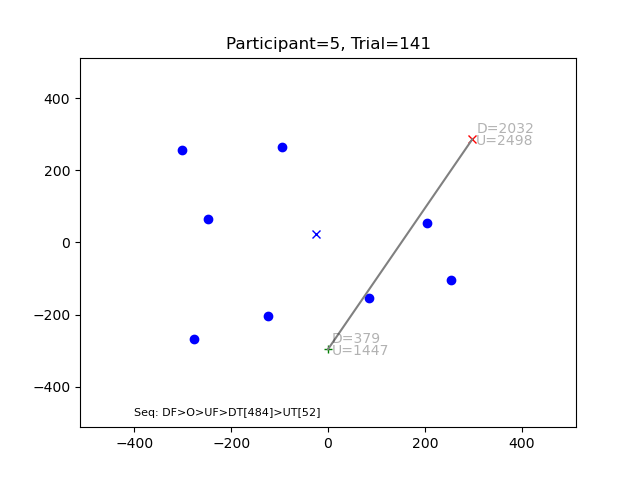 Participant=5, Trial=141
400
200
0
−200
−400
D=2032
U=2498
D=379
U=1447
Seq: DF>O>UF>DT[484]>UT[52]
−400
−200
0
200
400